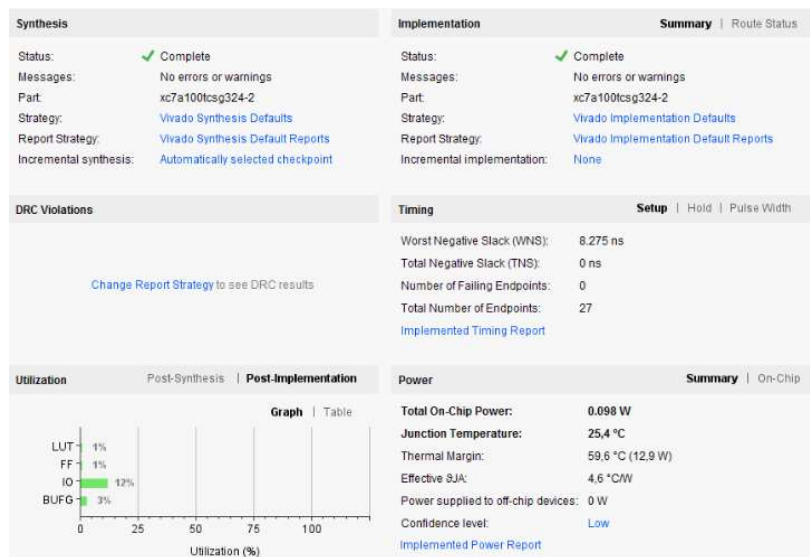 Synthesis
Status: Complete
Messages: No errors or warnings
Part: xc7a100tcsg324-2
Strategy: Vivado Synthesis Defaults
Report Strategy: Vivado Synthesis Default Reports
Incremental synthesis: Automatically selected checkpoint
Implementation Summary | Route Status
Status: Complete
Messages: No errors or warnings
Part: xc7a100tcsg324-2
Strategy: Vivado Implementation Defaults
Report Strategy: Vivado Implementation Default Reports
Incremental implementation: None
DRC Violations
Change Report Strategy to see DRC results
Timing Setup | Hold | Pulse Width
Worst Negative Slack (WNS): 8.275 ns
Total Negative Slack (TNS): 0 ns
Number of Failing Endpoints: 0
Total Number of Endpoints: 27
Implemented Timing Report
Utilization Post-Synthesis | Post-Implementation
Graph | Table
LUT 1%
FF 1%
IO 12%
BUFG 3%
0 25 50 75 100
Utilization (%)
Power Summary | On-Chip
Total On-Chip Power: 0.098 W
Junction Temperature: 25,4 °C
Thermal Margin: 59,6 °C (12,9 W)
Effective ϑJA: 4,6 °C/W
Power supplied to off-chip devices: 0 W
Confidence level: Low
Implemented Power Report